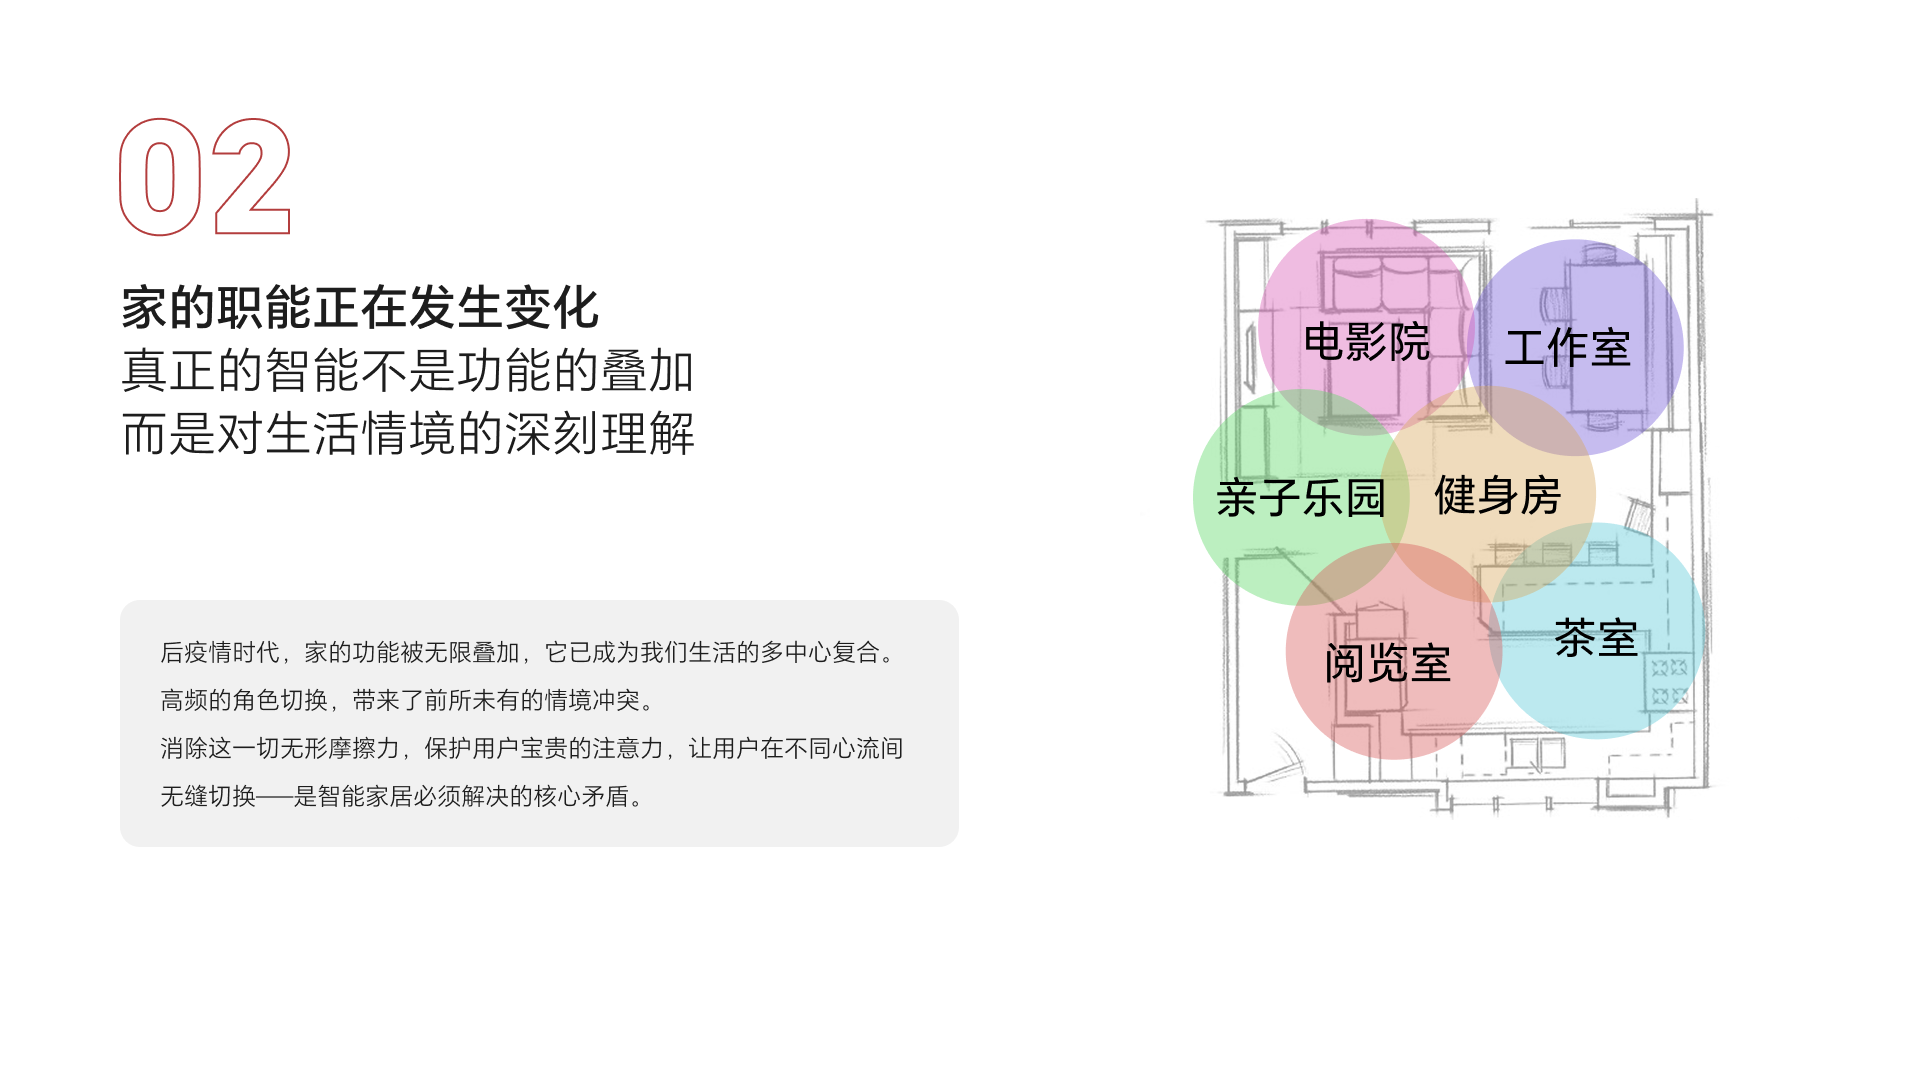 02
家的职能正在发生变化
真正的智能不是功能的叠加
而是对生活情境的深刻理解
后疫情时代，家的功能被无限叠加，它已成为我们生活的多中心复合。
高频的角色切换，带来了前所未有的情境冲突。
消除这一切无形摩擦力，保护用户宝贵的注意力，让用户在不同心流间
无缝切换——是智能家居必须解决的核心矛盾。
电影院
工作室
亲子乐园
健身房
阅览室
茶室